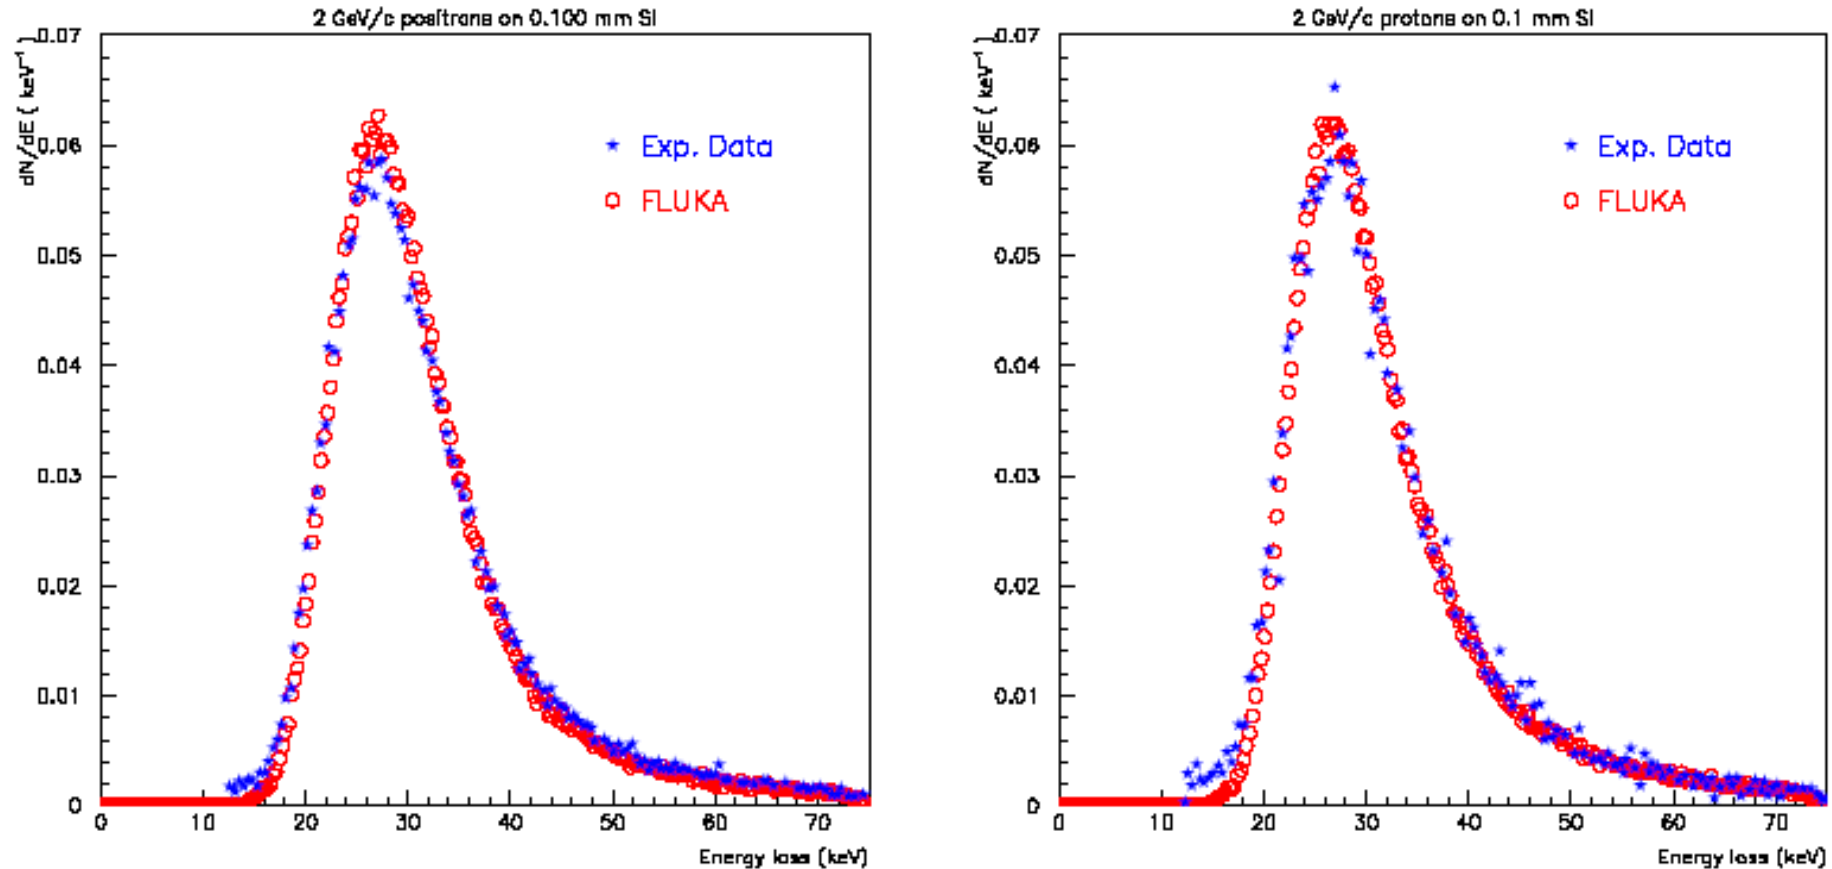 2 GeV/c positrons on 0.100 mm Si
dN/dE ( keV⁻¹ )
0.07
0.06
0.05
0.04
0.03
0.02
0.01
0
0 10 20 30 40 50 60 70
Energy loss (keV)
Exp. Data
FLUKA
2 GeV/c protons on 0.1 mm Si
dN/dE ( keV⁻¹ )
0.07
0.06
0.05
0.04
0.03
0.02
0.01
0
0 10 20 30 40 50 60 70
Energy loss (keV)
Exp. Data
FLUKA